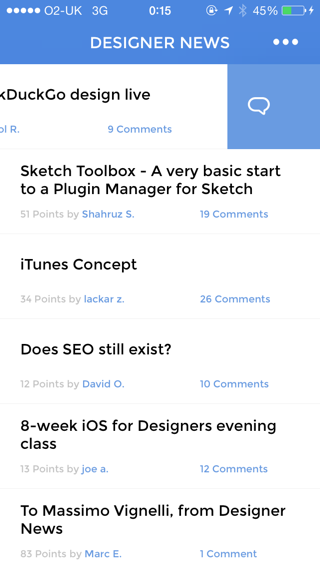 O2-UK 3G 0:15 45%
DESIGNER NEWS
kDuckGo design live
ol R. 9 Comments
Sketch Toolbox - A very basic start
to a Plugin Manager for Sketch
51 Points by Shahruz S. 19 Comments
iTunes Concept
34 Points by lackar z. 26 Comments
Does SEO still exist?
12 Points by David O. 10 Comments
8-week iOS for Designers evening
class
13 Points by joe a. 12 Comments
To Massimo Vignelli, from Designer
News
83 Points by Marc E. 1 Comment